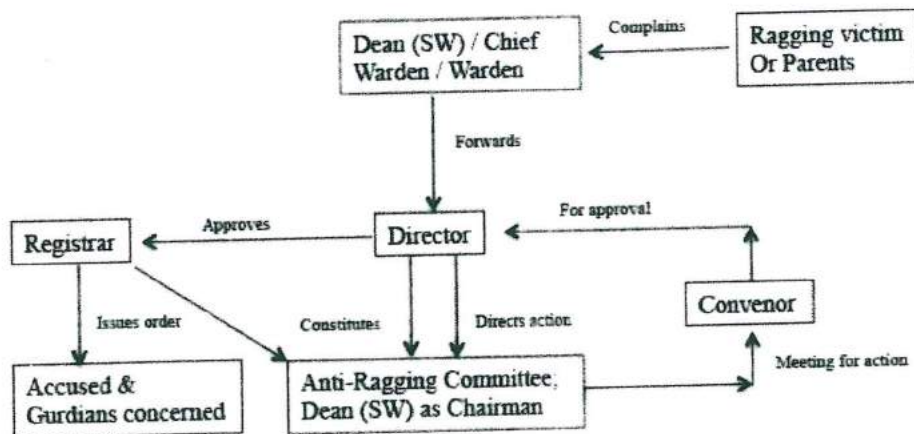 Dean (SW) / Chief
Warden / Warden
Complains
Ragging victim
Or Parents
Forwards
Registrar
Approves
Director
For approval
Convenor
Issues order
Constitutes
Directs action
Meeting for action
Accused &
Gurdians concerned
Anti-Ragging Committee;
Dean (SW) as Chairman